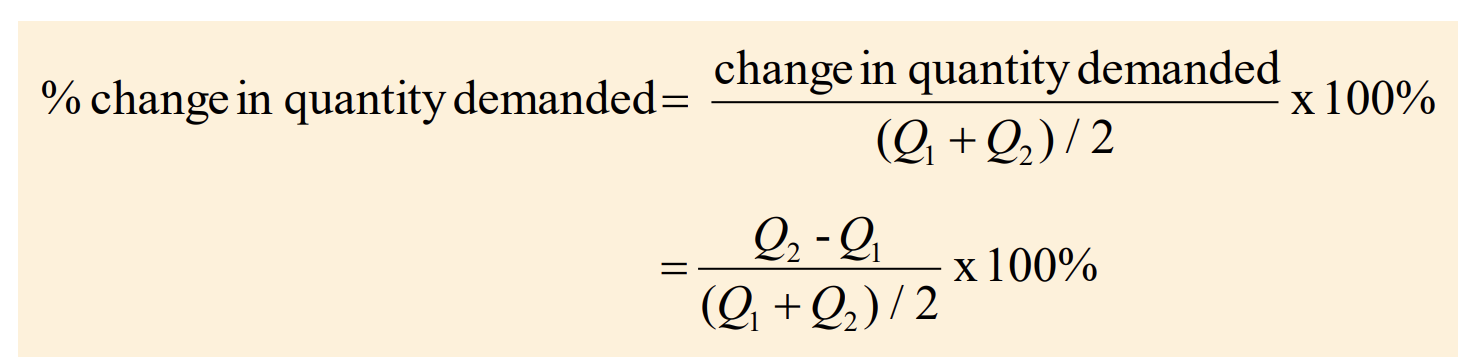 % change in quantity demanded = change in quantity demanded / (Q₁ + Q₂) / 2 x 100%
= Q₂ - Q₁ / (Q₁ + Q₂) / 2 x 100%